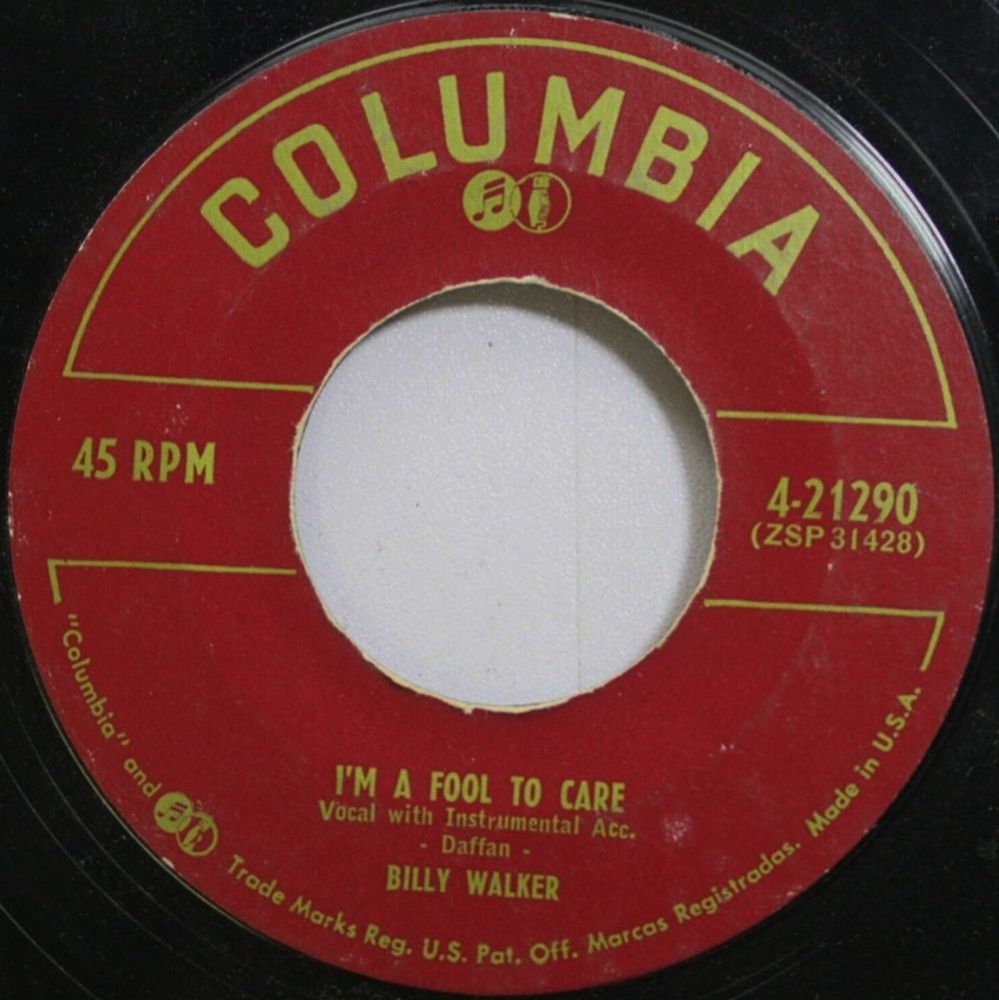 COLUMBIA
45 RPM
4-21290
(ZSP 31428)
I'M A FOOL TO CARE
Vocal with Instrumental Acc.
- Daffan -
BILLY WALKER
"Columbia" and Trade Marks Reg. U.S. Pat. Off. Marcas Registradas. Made in U.S.A.